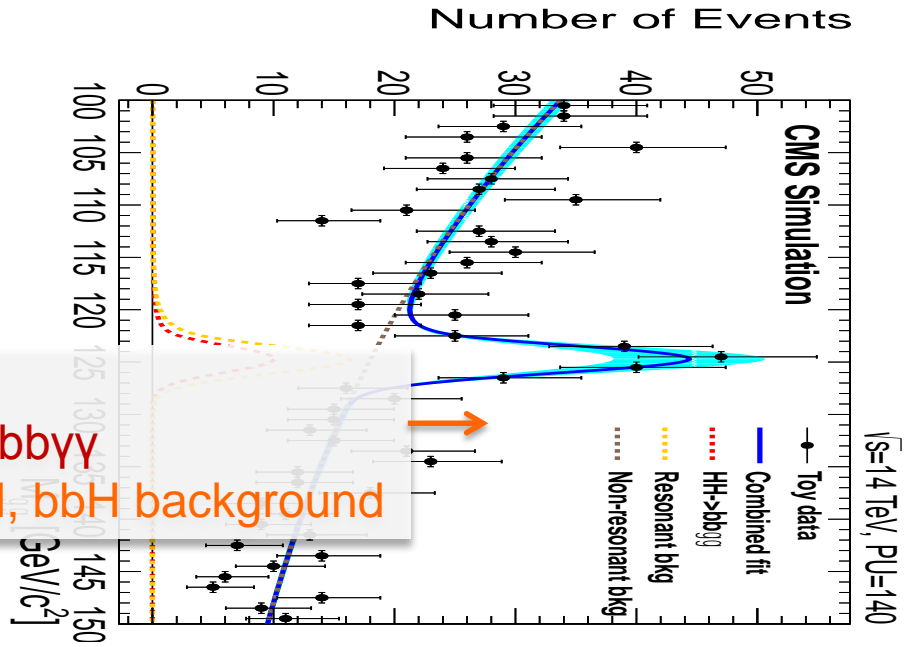 Number of Events
0
10
20
30
40
50
100
105
110
115
120
125
130
145
150
[GeV/c²]
CMS Simulation
√s=14 TeV, PU=140
Toy data
Combined fit
HH->bbgg
Resonant bkg
Non-resonant bkg
bbγγ
, bbH background